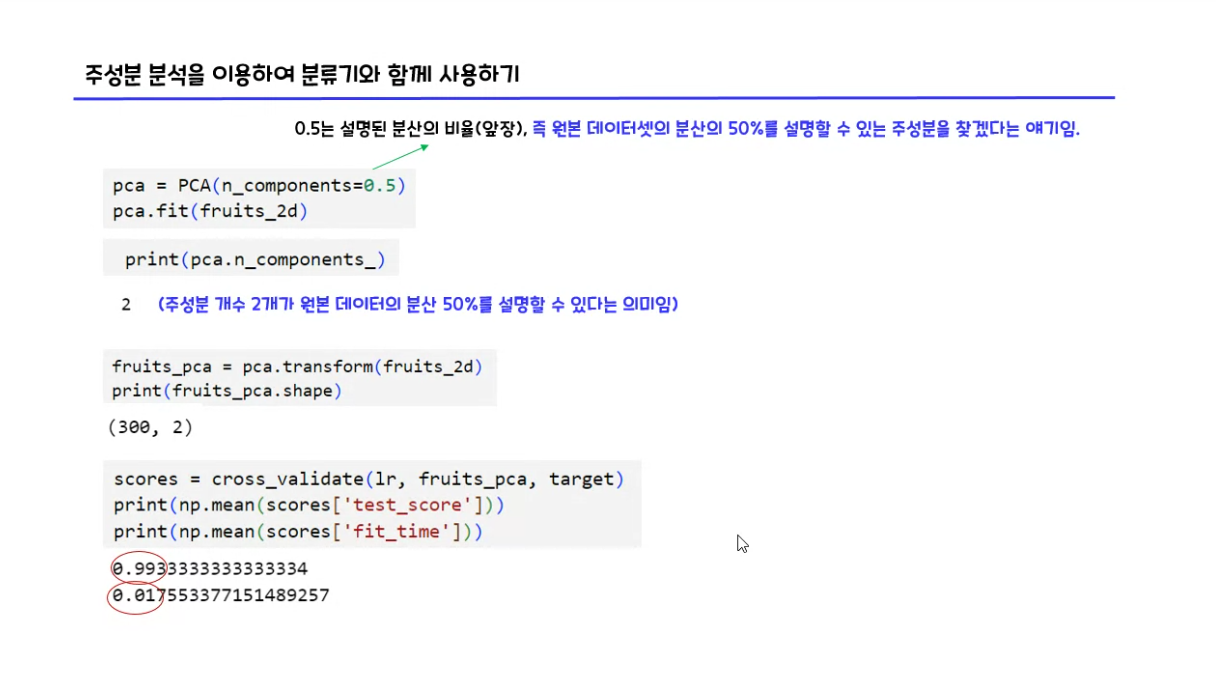 주성분 분석을 이용하여 분류기와 함께 사용하기
0.5는 설명된 분산의 비율(앞장), 즉 원본 데이터셋의 분산의 50%를 설명할 수 있는 주성분을 찾겠다는 얘기임.
pca = PCA(n_components=0.5)
pca.fit(fruits_2d)
print(pca.n_components_)
2 (주성분 개수 2개가 원본 데이터의 분산 50%를 설명할 수 있다는 의미임)
fruits_pca = pca.transform(fruits_2d)
print(fruits_pca.shape)
(300, 2)
scores = cross_validate(lr, fruits_pca, target)
print(np.mean(scores['test_score']))
print(np.mean(scores['fit_time']))
0.9933333333333334
0.017553377151489257